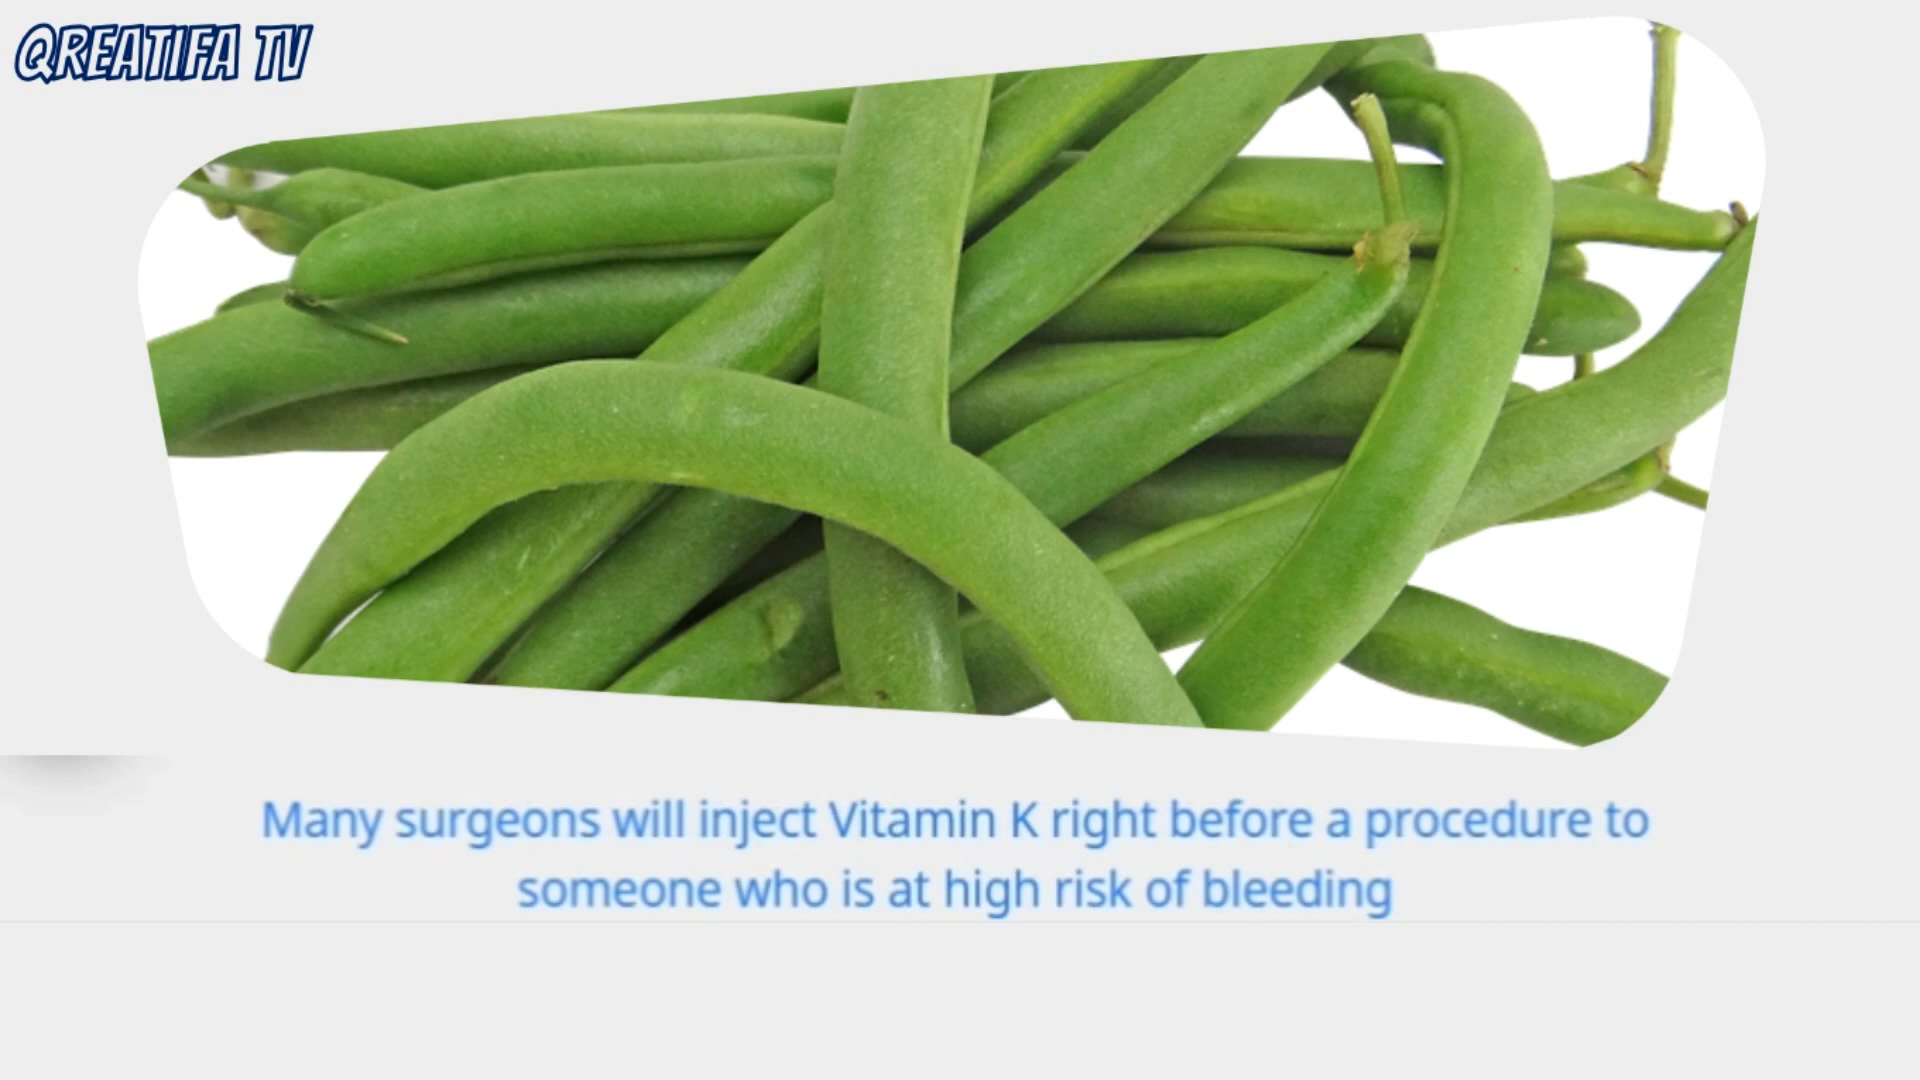 QREATIFA TV
Many surgeons will inject Vitamin K right before a procedure to
someone who is at high risk of bleeding